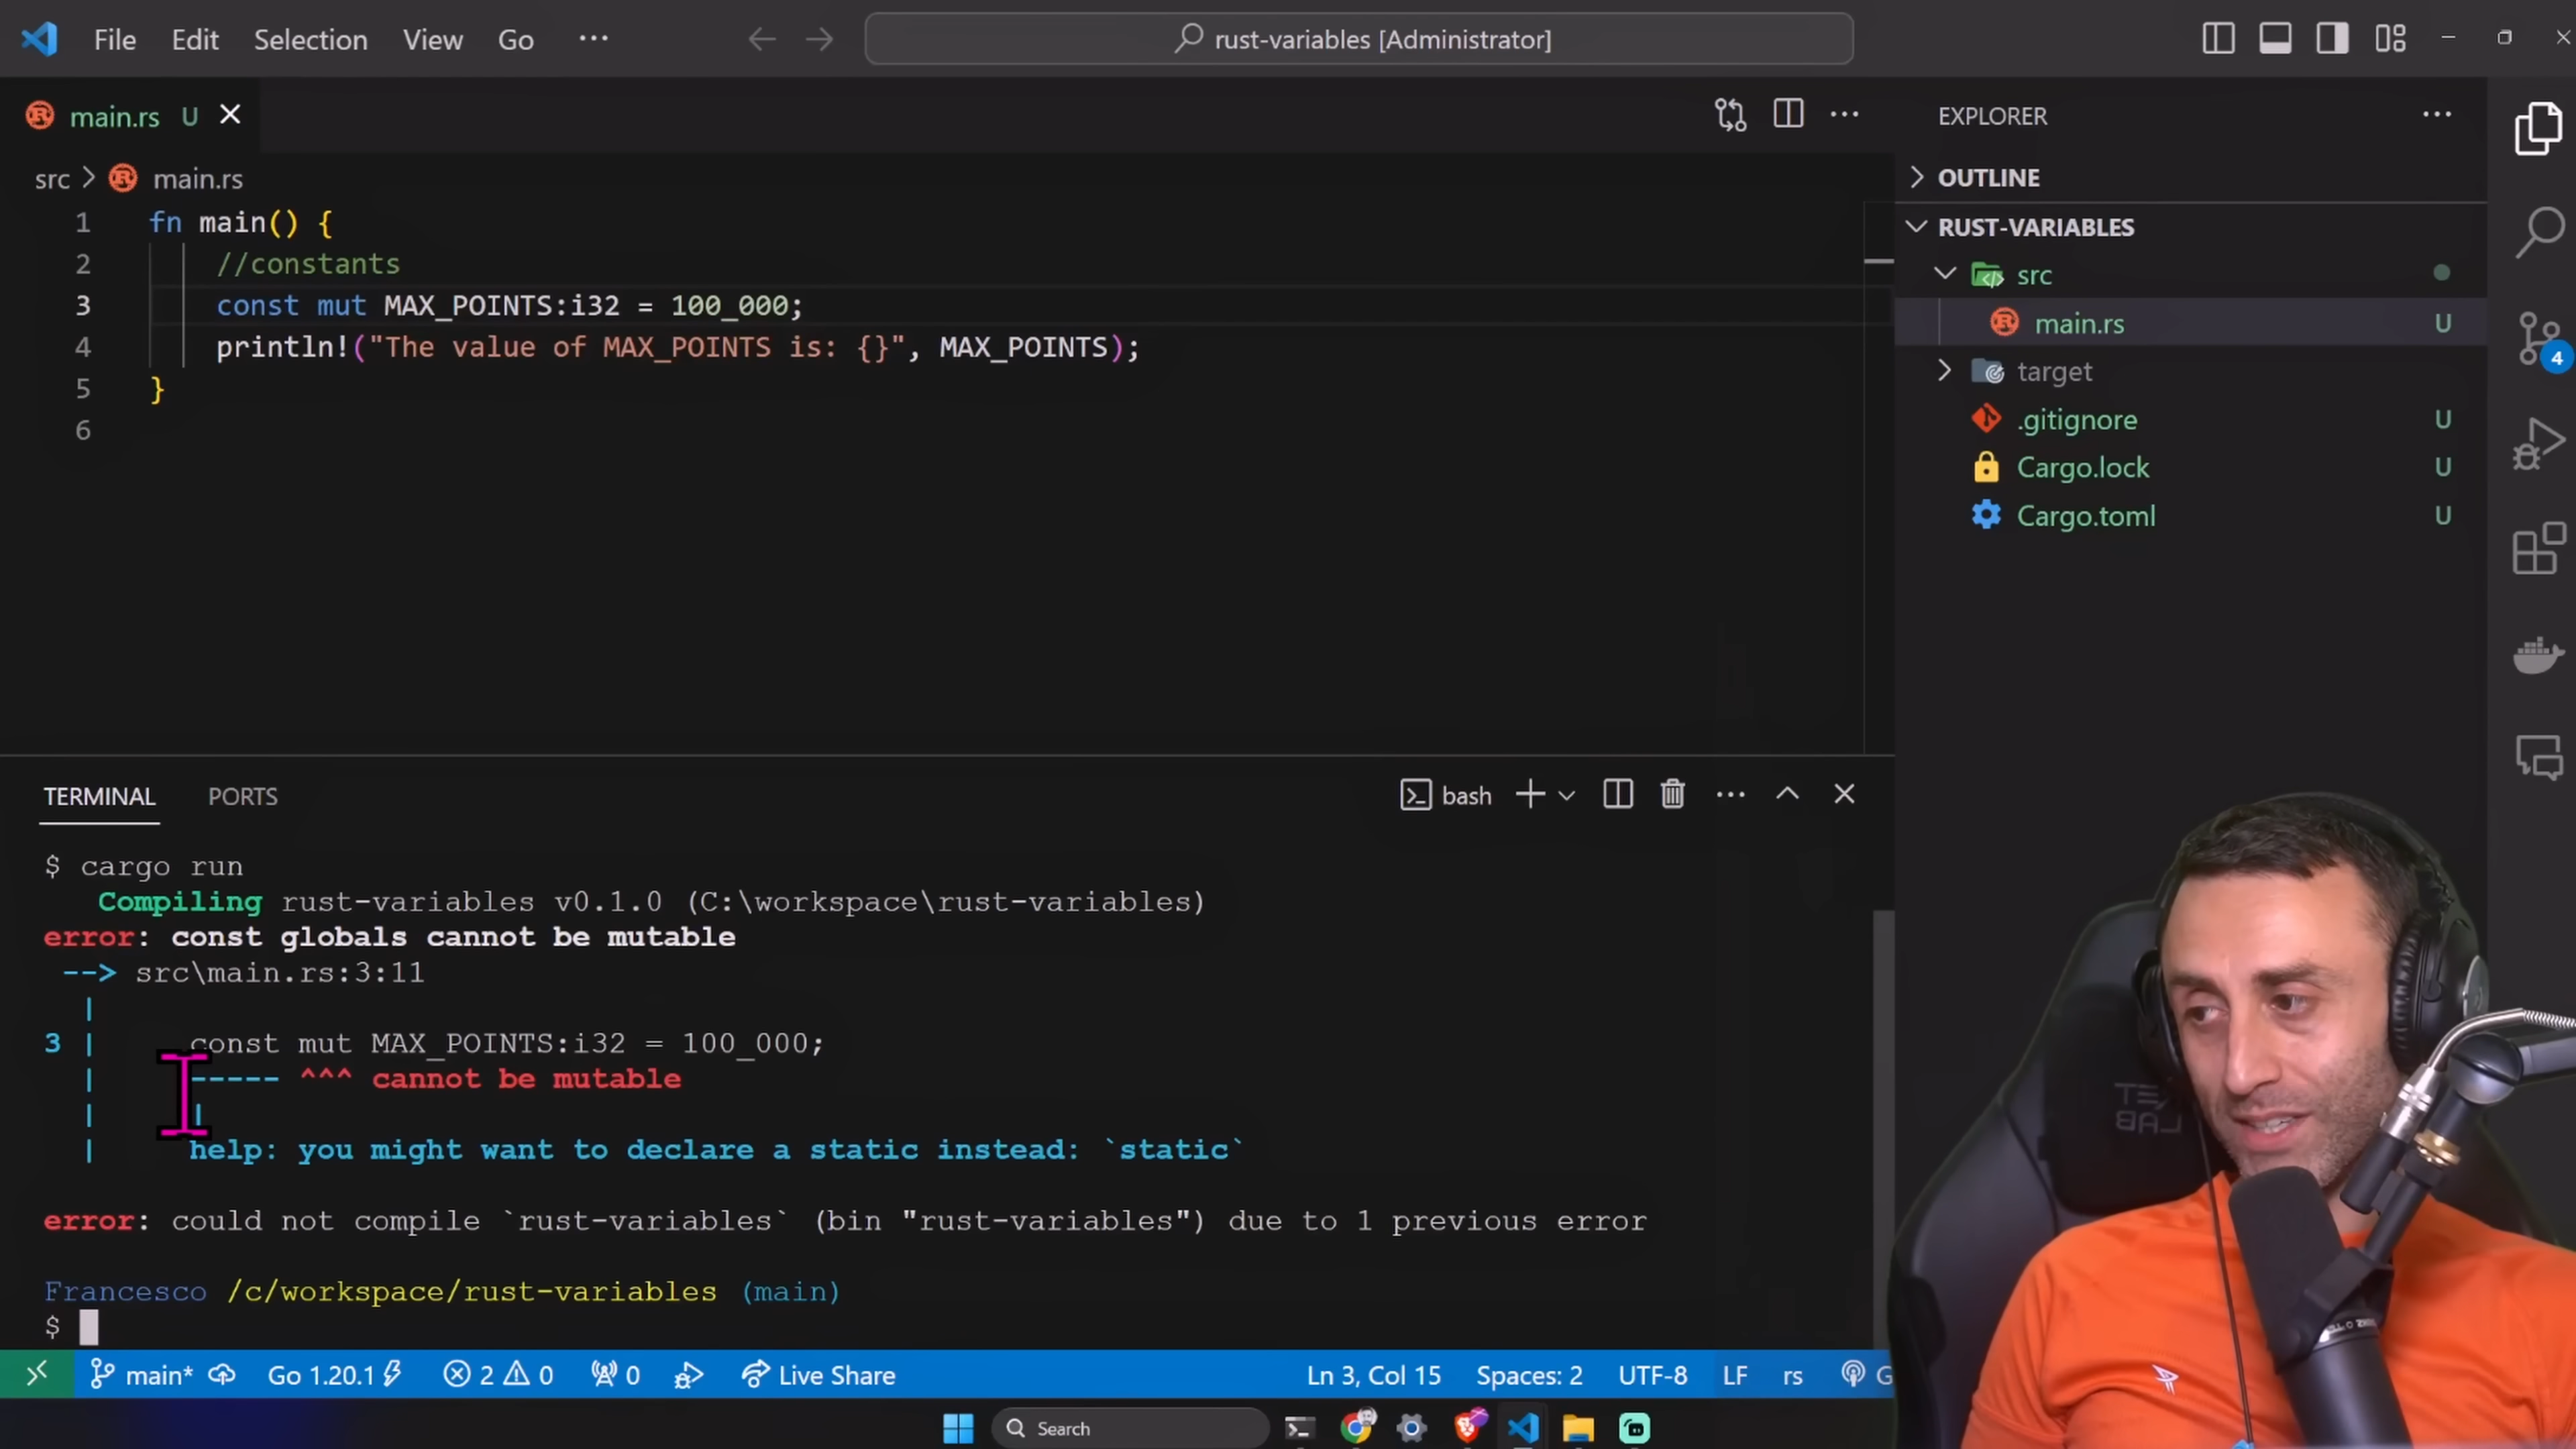 File Edit Selection View Go ...
rust-variables [Administrator]
main.rs U
src > main.rs
1 fn main() {
2 //constants
3 const mut MAX_POINTS:i32 = 100_000;
4 println!("The value of MAX_POINTS is: {}", MAX_POINTS);
5 }
6
EXPLORER
OUTLINE
RUST-VARIABLES
src
main.rs U
target
.gitignore U
Cargo.lock U
Cargo.toml U
4
TERMINAL PORTS
bash
$ cargo run
Compiling rust-variables v0.1.0 (C:\workspace\rust-variables)
error: const globals cannot be mutable
--> src\main.rs:3:11
|
3 | const mut MAX_POINTS:i32 = 100_000;
| ----- ^^^ cannot be mutable
| |
| help: you might want to declare a static instead: `static`
error: could not compile `rust-variables` (bin "rust-variables") due to 1 previous error
Francesco /c/workspace/rust-variables (main)
$
main* Go 1.20.1 2 0 0 Live Share
Ln 3, Col 15 Spaces: 2 UTF-8 LF rs G
Search